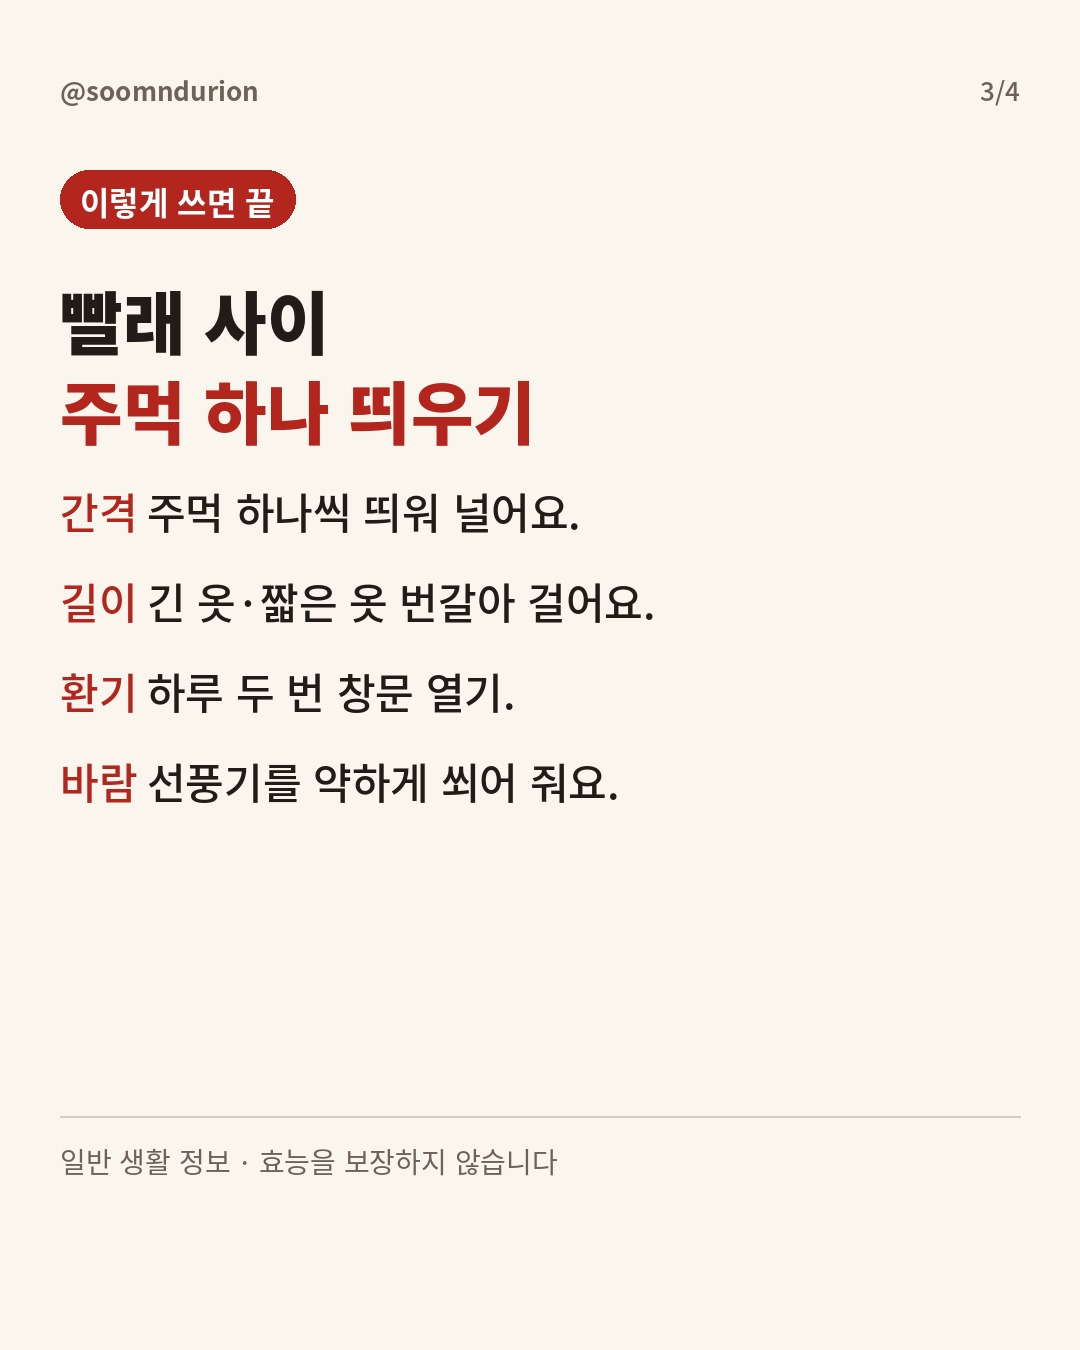 @soomndurion
3/4
이렇게 쓰면 끝
빨래 사이
주먹 하나 띄우기
간격 주먹 하나씩 띄워 널어요.
길이 긴 옷·짧은 옷 번갈아 걸어요.
환기 하루 두 번 창문 열기.
바람 선풍기를 약하게 쐬어 줘요.
일반 생활 정보 · 효능을 보장하지 않습니다